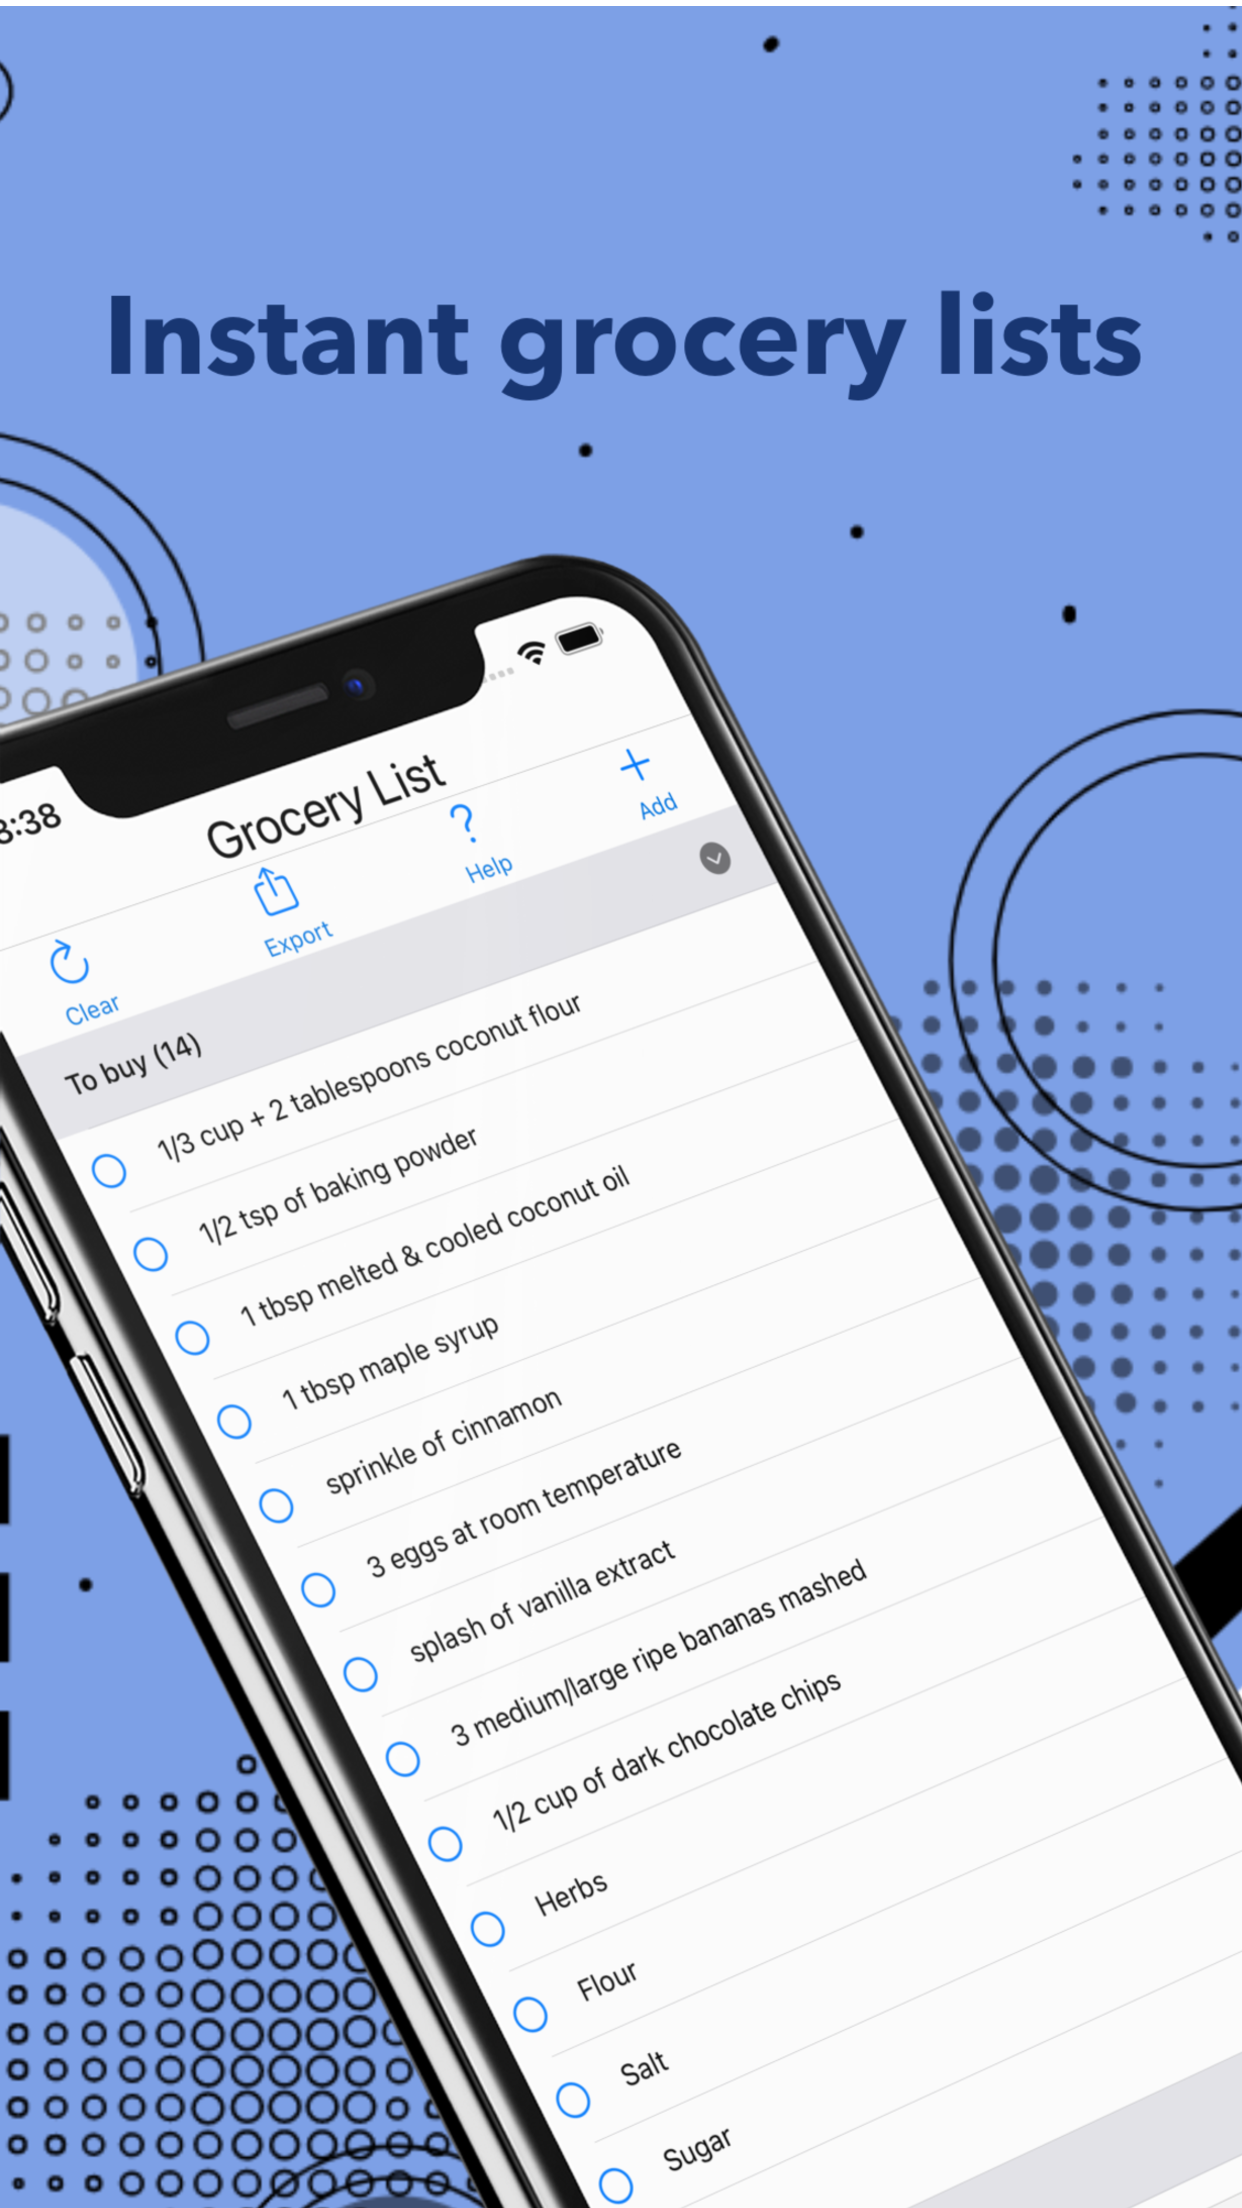 Instant grocery lists
3:38
Grocery List
Clear
Export
Help
Add
To buy (14)
1/3 cup + 2 tablespoons coconut flour
1/2 tsp of baking powder
1 tbsp melted & cooled coconut oil
1 tbsp maple syrup
sprinkle of cinnamon
3 eggs at room temperature
splash of vanilla extract
3 medium/large ripe bananas mashed
1/2 cup of dark chocolate chips
Herbs
Flour
Salt
Sugar